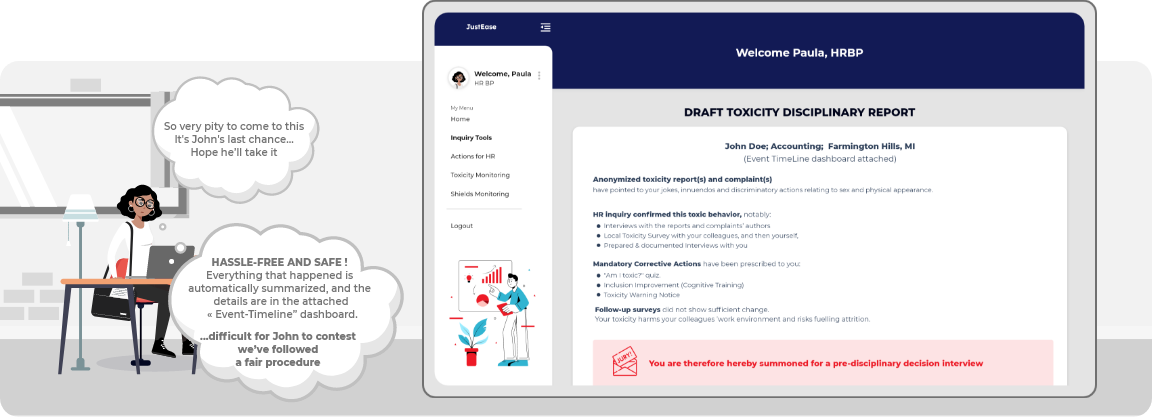 So very pity to come to this
It's John's last chance...
Hope he'll take it
HASSLE-FREE AND SAFE !
Everything that happened is
automatically summarized, and the
details are in the attached
« Event-Timeline” dashboard.
...difficult for John to contest
we've followed
a fair procedure
JustEase
Welcome Paula, HRBP
Welcome, Paula
HR BP
My Menu
Home
Inquiry Tools
Actions for HR
Toxicity Monitoring
Shields Monitoring
Logout
DRAFT TOXICITY DISCIPLINARY REPORT
John Doe; Accounting; Farmington Hills, MI
(Event TimeLine dashboard attached)
Anonymized toxicity report(s) and complaint(s)
have pointed to your jokes, innuendos and discriminatory actions relating to sex and physical appearance.
HR inquiry confirmed this toxic behavior, notably:
Interviews with the reports and complaints' authors
Local Toxicity Survey with your colleagues, and then yourself,
Prepared & documented Interviews with you
Mandatory Corrective Actions have been prescribed to you:
"Am I toxic?" quiz.
Inclusion Improvement (Cognitive Training)
Toxicity Warning Notice
Follow-up surveys did not show sufficient change.
Your toxicity harms your colleagues 'work environment and risks fuelling attrition.
JURY!
You are therefore hereby summoned for a pre-disciplinary decision interview